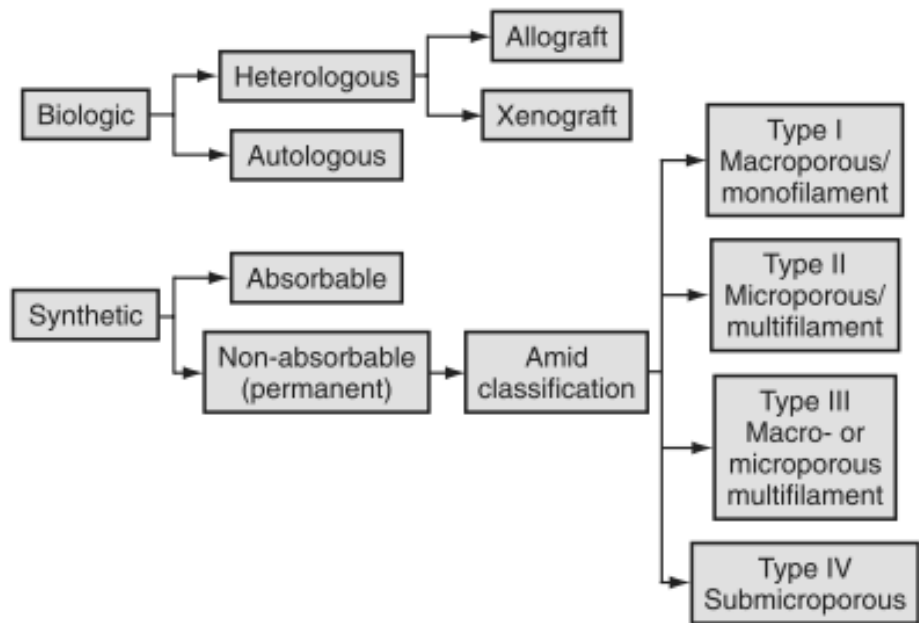 Biologic
Heterologous
Autologous
Allograft
Xenograft
Synthetic
Absorbable
Non-absorbable
(permanent)
Amid
classification
Type I
Macroporous/
monofilament
Type II
Microporous/
multifilament
Type III
Macro- or
microporous
multifilament
Type IV
Submicroporous